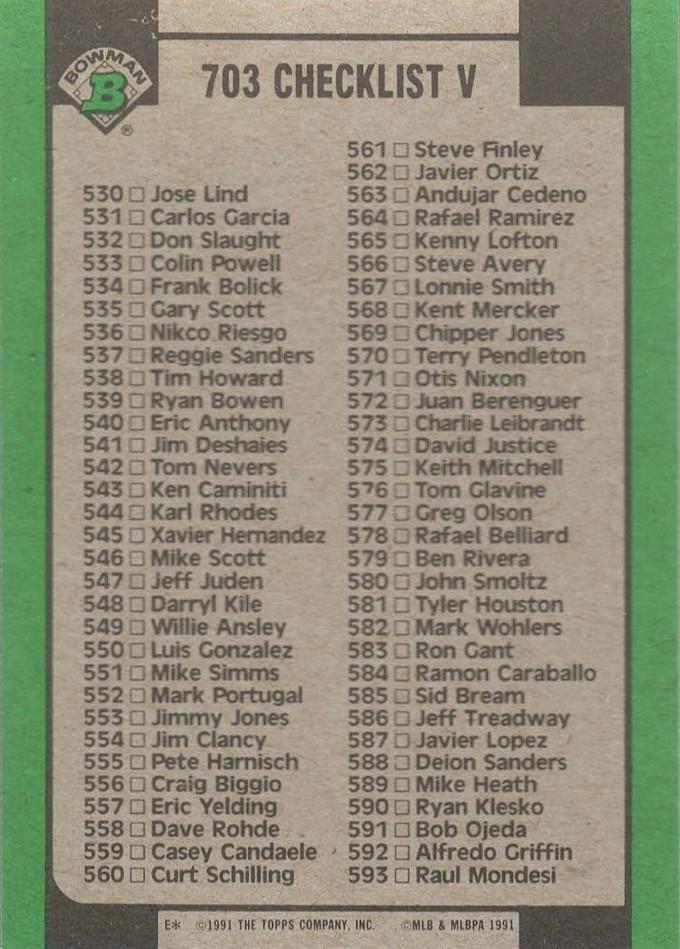 BOWMAN
B
®
703 CHECKLIST V
530 □ Jose Lind
531 □ Carlos Garcia
532 □ Don Slaught
533 □ Colin Powell
534 □ Frank Bolick
535 □ Gary Scott
536 □ Nikco Riesgo
537 □ Reggie Sanders
538 □ Tim Howard
539 □ Ryan Bowen
540 □ Eric Anthony
541 □ Jim Deshaies
542 □ Tom Nevers
543 □ Ken Caminiti
544 □ Karl Rhodes
545 □ Xavier Hernandez
546 □ Mike Scott
547 □ Jeff Juden
548 □ Darryl Kile
549 □ Willie Ansley
550 □ Luis Gonzalez
551 □ Mike Simms
552 □ Mark Portugal
553 □ Jimmy Jones
554 □ Jim Clancy
555 □ Pete Harnisch
556 □ Craig Biggio
557 □ Eric Yelding
558 □ Dave Rohde
559 □ Casey Candaele
560 □ Curt Schilling
561 □ Steve Finley
562 □ Javier Ortiz
563 □ Andujar Cedeno
564 □ Rafael Ramirez
565 □ Kenny Lofton
566 □ Steve Avery
567 □ Lonnie Smith
568 □ Kent Mercker
569 □ Chipper Jones
570 □ Terry Pendleton
571 □ Otis Nixon
572 □ Juan Berenguer
573 □ Charlie Leibrandt
574 □ David Justice
575 □ Keith Mitchell
576 □ Tom Glavine
577 □ Greg Olson
578 □ Rafael Belliard
579 □ Ben Rivera
580 □ John Smoltz
581 □ Tyler Houston
582 □ Mark Wohlers
583 □ Ron Gant
584 □ Ramon Caraballo
585 □ Sid Bream
586 □ Jeff Treadway
587 □ Javier Lopez
588 □ Deion Sanders
589 □ Mike Heath
590 □ Ryan Klesko
591 □ Bob Ojeda
592 □ Alfredo Griffin
593 □ Raul Mondesi
E* ©1991 THE TOPPS COMPANY, INC. ©MLB & MLBPA 1991